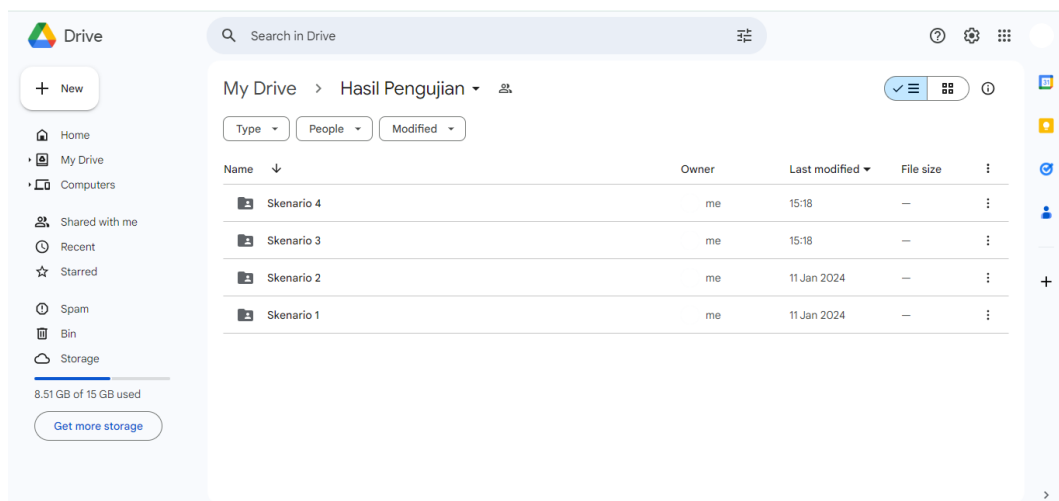 Drive
Search in Drive
New
My Drive > Hasil Pengujian
Type
People
Modified
Home
My Drive
Computers
Shared with me
Recent
Starred
Spam
Bin
Storage
8.51 GB of 15 GB used
Get more storage
Name Owner Last modified File size
Skenario 4 me 15:18 —
Skenario 3 me 15:18 —
Skenario 2 me 11 Jan 2024 —
Skenario 1 me 11 Jan 2024 —
31